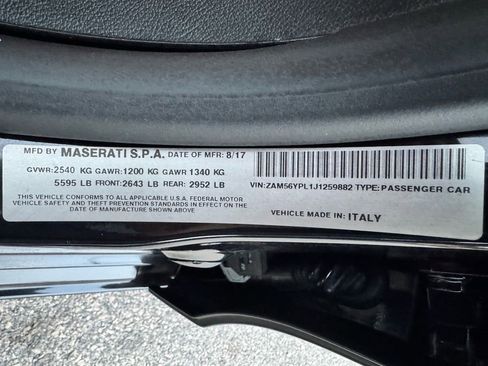 MFD BY MASERATI S.P.A. DATE OF MFR: 8/17
GVWR: 2540 KG GAWR: 1200 KG GAWR 1340 KG
5595 LB FRONT: 2643 LB REAR: 2952 LB
THIS VEHICLE CONFORMS TO ALL APPLICABLE U.S.A. FEDERAL MOTOR
VEHICLE SAFETY AND THEFT PREVENTION STANDARDS IN EFFECT ON THE
DATE OF MANUFACTURE SHOWN ABOVE
VIN: ZAM56YPL1J1259882 TYPE: PASSENGER CAR
MADE IN: ITALY